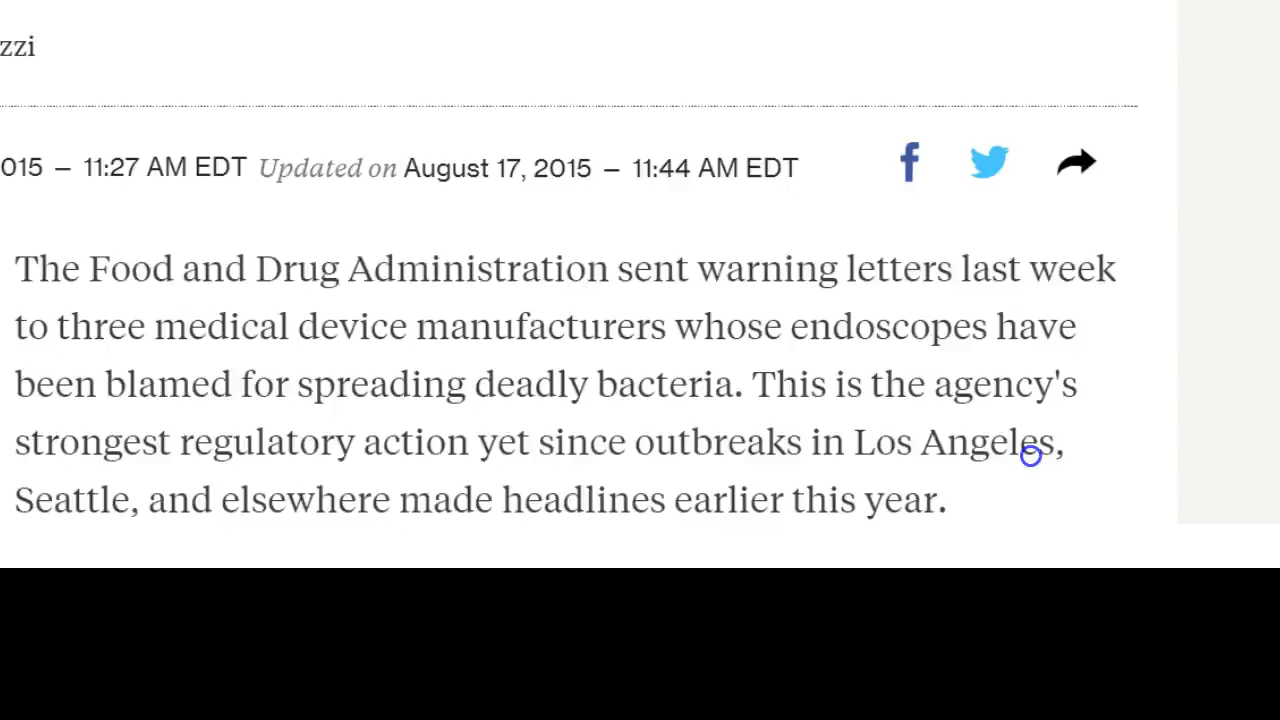 zzi
015 – 11:27 AM EDT Updated on August 17, 2015 – 11:44 AM EDT
The Food and Drug Administration sent warning letters last week
to three medical device manufacturers whose endoscopes have
been blamed for spreading deadly bacteria. This is the agency's
strongest regulatory action yet since outbreaks in Los Angeles,
Seattle, and elsewhere made headlines earlier this year.